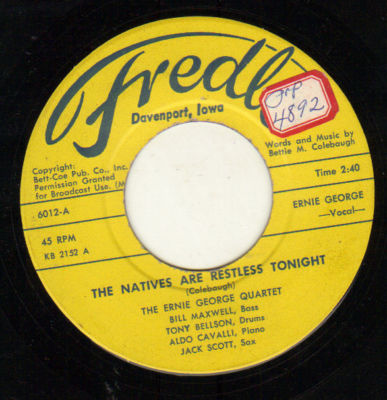 Fredl
Davenport, Iowa
Orp
4892
Words and Music by
Bettie M. Colebaugh
Copyright:
Bett-Coe Pub. Co., Inc.
Permission Granted
for Broadcast Use. (M
Time 2:40
6012-A
ERNIE GEORGE
—Vocal—
45 RPM
KB 2152 A
THE NATIVES ARE RESTLESS TONIGHT
(Colebaugh)
THE ERNIE GEORGE QUARTET
BILL MAXWELL, Bass
TONY BELLSON, Drums
ALDO CAVALLI, Piano
JACK SCOTT, Sax